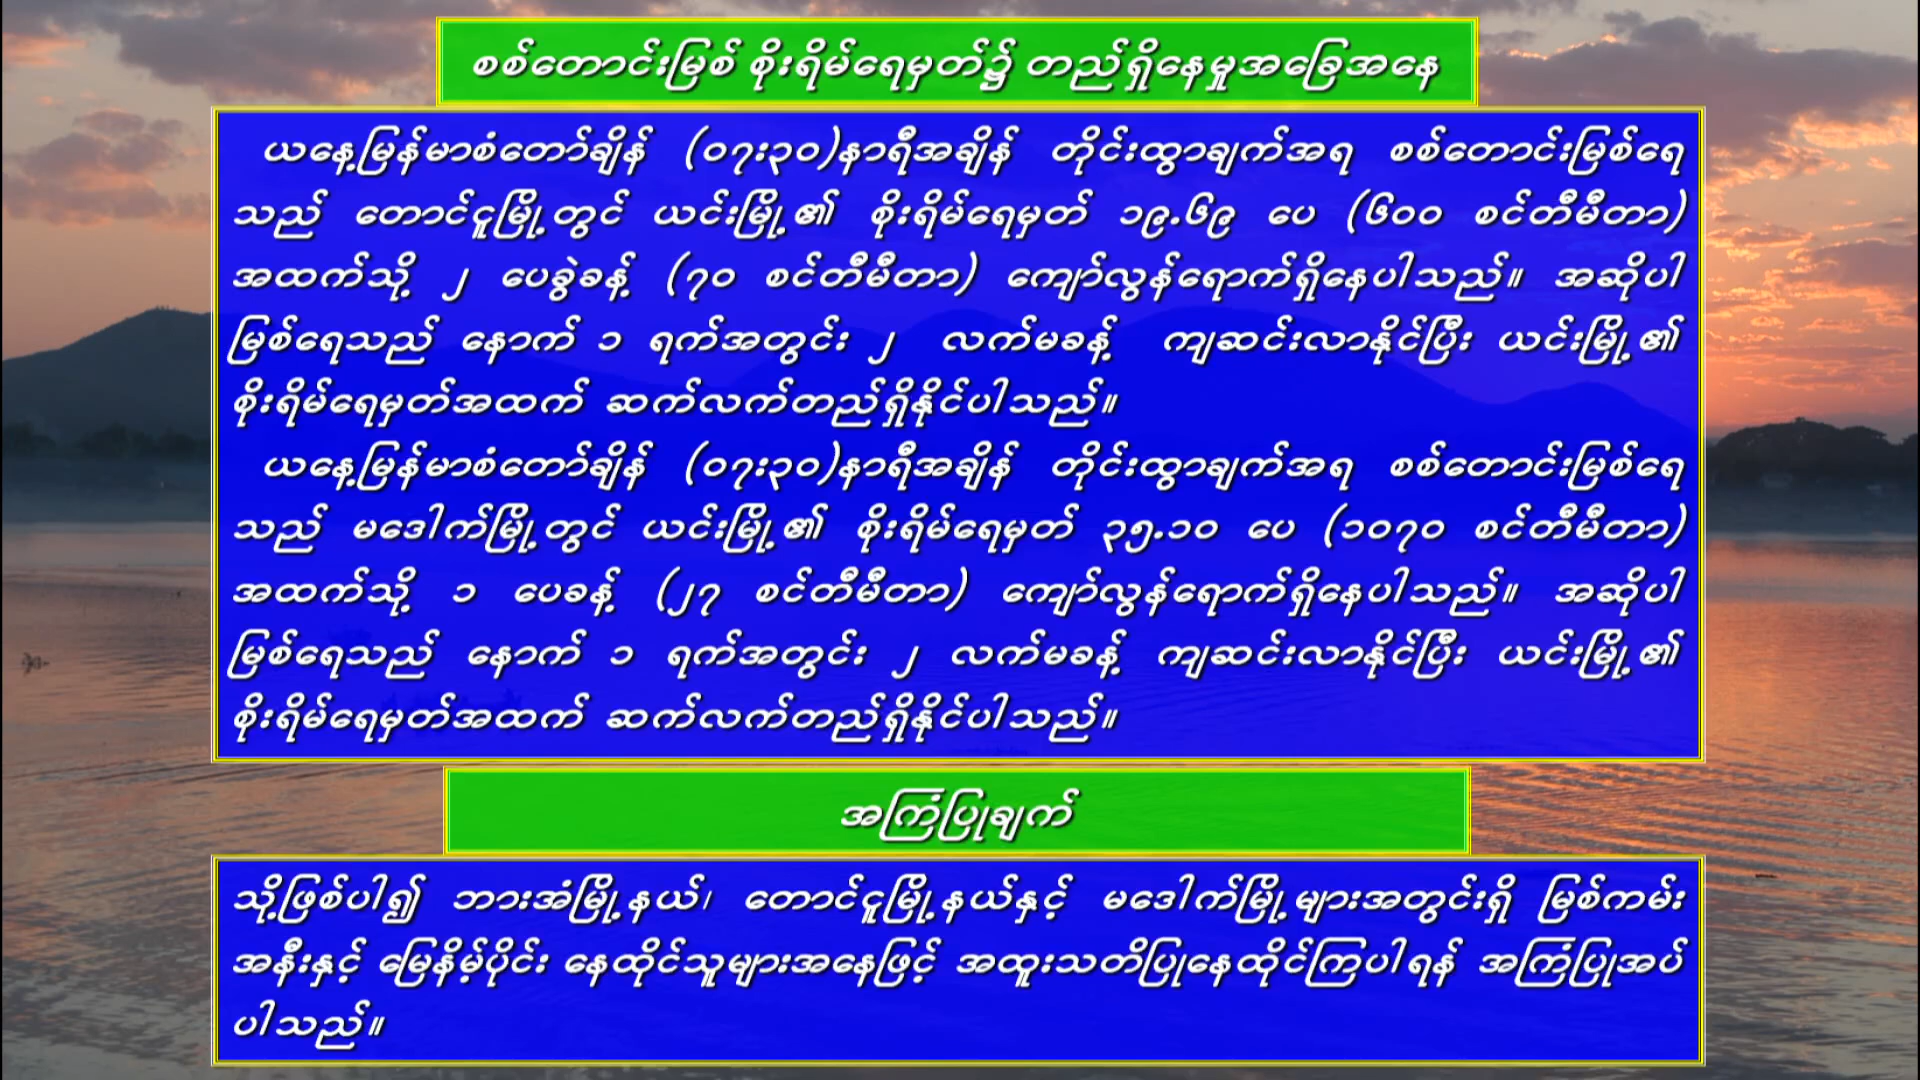 စစ်တောင်းမြစ် စိုးရိမ်ရေမှတ်၌ တည်ရှိနေမှုအခြေအနေ
ယနေ့မြန်မာစံတော်ချိန် (၀၇း၃၀)နာရီအချိန် တိုင်းထွာချက်အရ စစ်တောင်းမြစ်ရေ
သည် တောင်ငူမြို့တွင် ယင်းမြို့၏ စိုးရိမ်ရေမှတ် ၁၉.၆၉ ပေ (၆၀၀ စင်တီမီတာ)
အထက်သို့ ၂ ပေခွဲခန့် (၇၀ စင်တီမီတာ) ကျော်လွန်ရောက်ရှိနေပါသည်။ အဆိုပါ
မြစ်ရေသည် နောက် ၁ ရက်အတွင်း ၂ လက်မခန့် ကျဆင်းလာနိုင်ပြီး ယင်းမြို့၏
စိုးရိမ်ရေမှတ်အထက် ဆက်လက်တည်ရှိနိုင်ပါသည်။
ယနေ့မြန်မာစံတော်ချိန် (၀၇း၃၀)နာရီအချိန် တိုင်းထွာချက်အရ စစ်တောင်းမြစ်ရေ
သည် မဒေါက်မြို့တွင် ယင်းမြို့၏ စိုးရိမ်ရေမှတ် ၃၅.၁၀ ပေ (၁၀၇၀ စင်တီမီတာ)
အထက်သို့ ၁ ပေခန့် (၂၇ စင်တီမီတာ) ကျော်လွန်ရောက်ရှိနေပါသည်။ အဆိုပါ
မြစ်ရေသည် နောက် ၁ ရက်အတွင်း ၂ လက်မခန့် ကျဆင်းလာနိုင်ပြီး ယင်းမြို့၏
စိုးရိမ်ရေမှတ်အထက် ဆက်လက်တည်ရှိနိုင်ပါသည်။
အကြံပြုချက်
သို့ဖြစ်ပါ၍ ဘားအံမြို့နယ်၊ တောင်ငူမြို့နယ်နှင့် မဒေါက်မြို့များအတွင်းရှိ မြစ်ကမ်း
အနီးနှင့် မြေနိမ့်ပိုင်း နေထိုင်သူများအနေဖြင့် အထူးသတိပြုနေထိုင်ကြပါရန် အကြံပြုအပ်
ပါသည်။